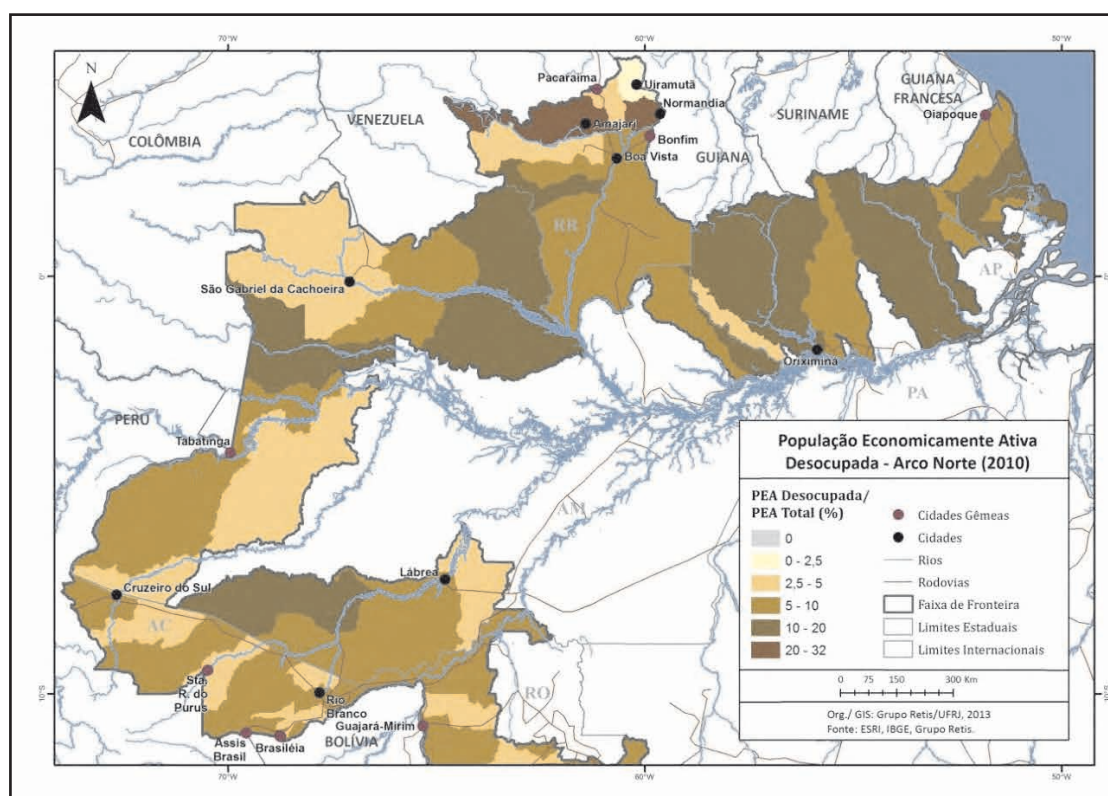 70°W 60°W 50°W
N
Pacaraima
Uiramutã
GUIANA
FRANCESA
Normandia
VENEZUELA
SURINAME
Oiapoque
COLÔMBIA
Amajari
Bonfim
GUIANA
Boa Vista
RR
0°
São Gabriel da Cachoeira
AP
0°
Oriximiná
PERU
PA
Tabatinga
AM
Lábrea
Cruzeiro do Sul
AC
Sta.
R. do
Purus
10°S
Rio
Branco
RO
10°S
Guajará-Mirim
Assis
Brasil
Brasiléia
BOLÍVIA
70°W 60°W 50°W
População Economicamente Ativa
Desocupada - Arco Norte (2010)
PEA Desocupada/
PEA Total (%)
0
0 - 2,5
2,5 - 5
5 - 10
10 - 20
20 - 32
Cidades Gêmeas
Cidades
Rios
Rodovias
Faixa de Fronteira
Limites Estaduais
Limites Internacionais
0 75 150 300 Km
Org./ GIS: Grupo Retis/UFRJ, 2013
Fonte: ESRI, IBGE, Grupo Retis.